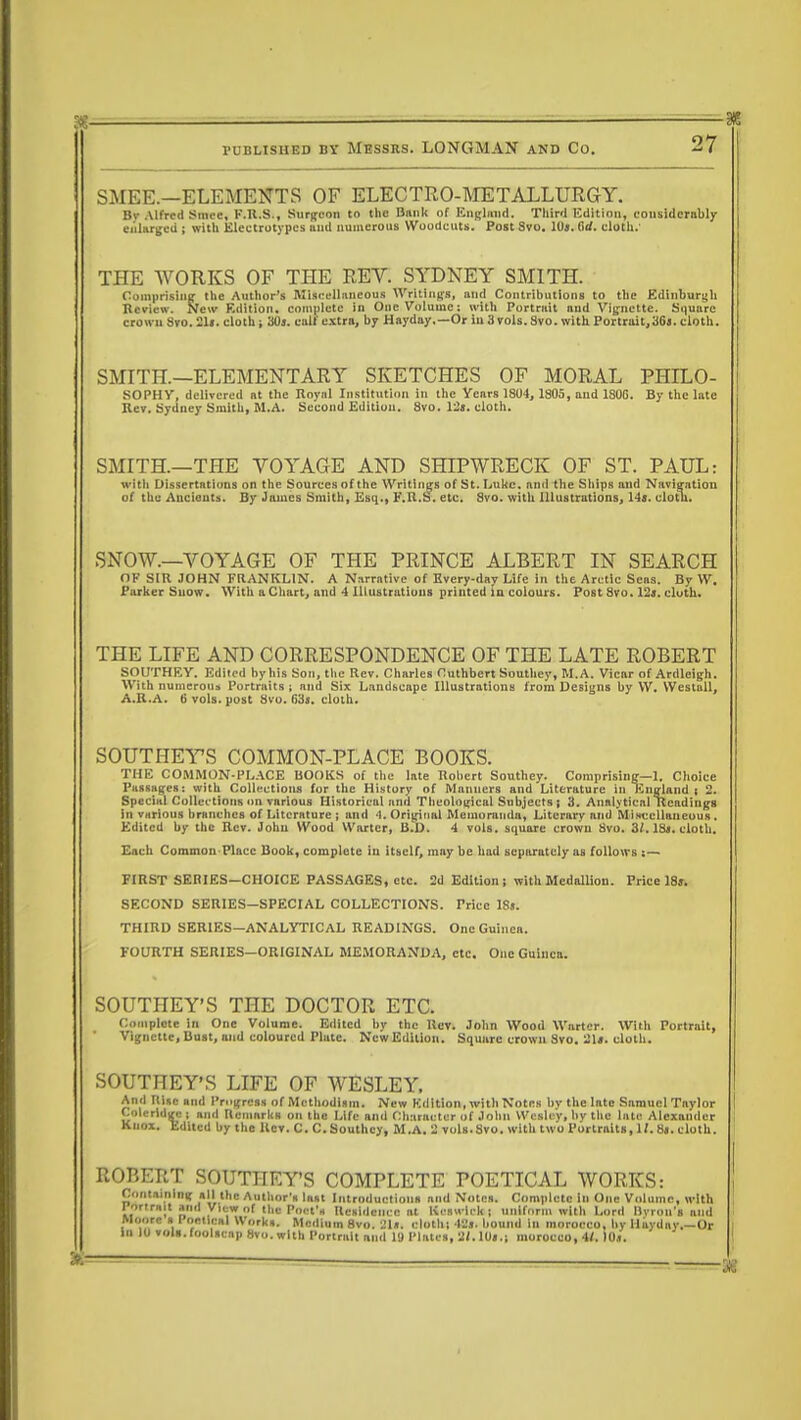 PUBLISHED BY MESSRS. LONGMAN AND CO. 27
SMEE.—ELEMENTS OF ELECTRO-METALLURGY.
By Alfred Smee, F.R.S., Surgeon to the Bank of England. Third Edition, considerably
enlarged; with Electrotypes and numerous Woodcuts. Post 8vo. 10s. 6d. cloth.
THE WORKS OF THE REV. SYDNEY SMITH.
Comprising the Author's Miscellaneous Writings, and Contributions to the Edinburgh
Review. New Edition, complete in One Volume: with Portrait and Vignette. Square
crown 8vo. 21s. cloth; 30s. calf extra, by Hayday.—Or in 3 vols. 8vo. with Portrait, 36s. cloth.
SMITH.—ELEMENTARY SKETCHES OF MORAL PHILO-
SOPHY, delivered at the Royal Institution in the Years 1804, 1805, and 1806. By the late
Rev. Sydney Smith, M.A. Second Edition. 8vo. 12s. cloth.
SMITH.—THE VOYAGE AND SHIPWRECK OF ST. PAUL:
with Dissertations on the Sources of the Writings of St. Luke, and the Ships and Navigation
of the Ancients. By James Smith, Esq., F.R.S. etc. 8vo. with Illustrations, 14s. cloth.
SNOW.—VOYAGE OF THE PRINCE ALBERT IN SEARCH
OF SIR JOHN FRANKLIN. A Narrative of Every-day Life in the Arctic Seas. By W.
Parker Snow. With a Chart, and 4 Illustrations printed in colours. Post 8vo. 12s. cloth.
THE LIFE AND CORRESPONDENCE OF THE LATE ROBERT
SOUTHEY. Edited by his Son, the Rev. Charles Cuthbert Southey, M.A. Vicar of Ardleigh.
With numerous Portraits; and Six Landscape Illustrations from Designs by W. Westall,
A.R.A. 6 vols. post 8vo. 63s. cloth.
SOUTHEY'S COMMON-PLACE BOOKS.
THE COMMON-PLACE BOOKS of the late Robert Southey. Comprising—1. Choice
Passages: with Collections for the History of Manners and Literature in England; 2.
Special Collections on various Historical and Theological Subjects; 3. Analytical Readings
in various branches of Literature; and 4. Original Memoranda, Literary and Miscellaneous.
Edited by the Rev. John Wood Warter, B.D. 4 vols. square crown 8vo. 3l. 18s. cloth.
Each Common-Place Book, complete in itself, may be had separately as follows:—
FIRST SERIES—CHOICE PASSAGES, etc. 2d Edition; with Medallion. Price 18s.
SECOND SERIES—SPECIAL COLLECTIONS. Price 18s.
THIRD SERIES—ANALYTICAL READINGS. One Guinea.
FOURTH SERIES—ORIGINAL MEMORANDA, etc. One Guinea.
SOUTHEY'S THE DOCTOR ETC.
Complete in One Volume. Edited by the Rev. John Wood Warter. With Portrait,
Vignette, Bust, and coloured Plate. New Edition. Square crown 8vo. 21s. cloth.
SOUTHEY'S LIFE OF WESLEY,
And Rise and Progress of Methodism. New Edition, with Notes by the late Samuel Taylor
Coleridge; and Remarks on the Life and Character of John Wesley, by the late Alexander
Knox. Edited by the Rev. C. C. Southey, M.A. 2 vols. 8vo. with two Portraits, 1l. 8s. cloth.
ROBERT SOUTHEY'S COMPLETE POETICAL WORKS:
Containing all the Author's last Introductions and Notes. Complete in One Volume, with
Portrait and View of the Poet's Residence at Keswick; uniform with Lord Byron's and
Moore's Poetical Works. Medium 8vo. 21s. cloth; 42s. bound in morocco, by Hayday.—Or
in 10 vols. foolscap 8vo. with Portrait and 19 Plates, 2l. 10s.; morocco, 4l. 10s.